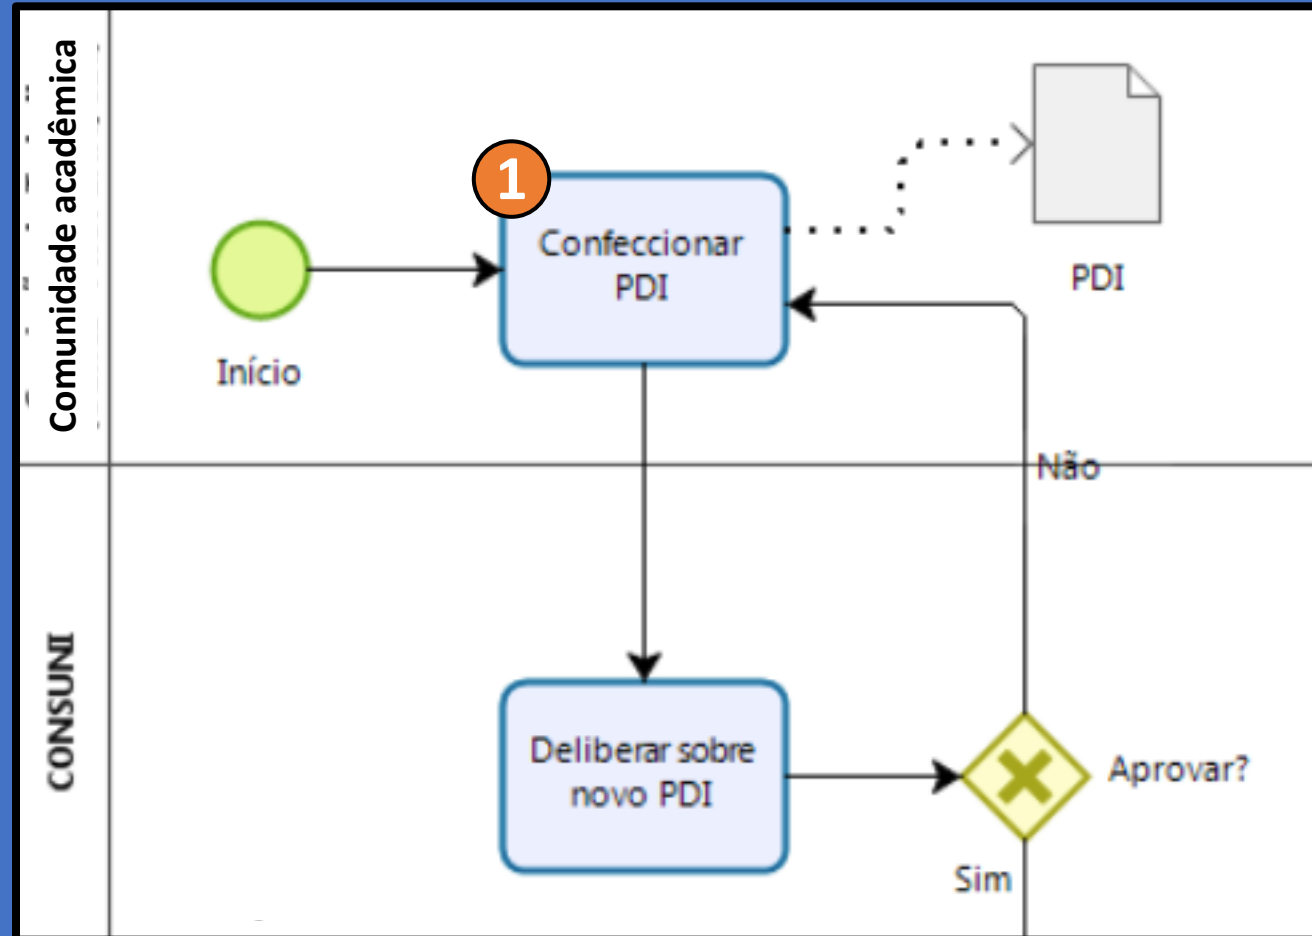 Comunidade acadêmica
1
Confeccionar
PDI
PDI
Início
Não
CONSUNI
Deliberar sobre
novo PDI
Aprovar?
Sim